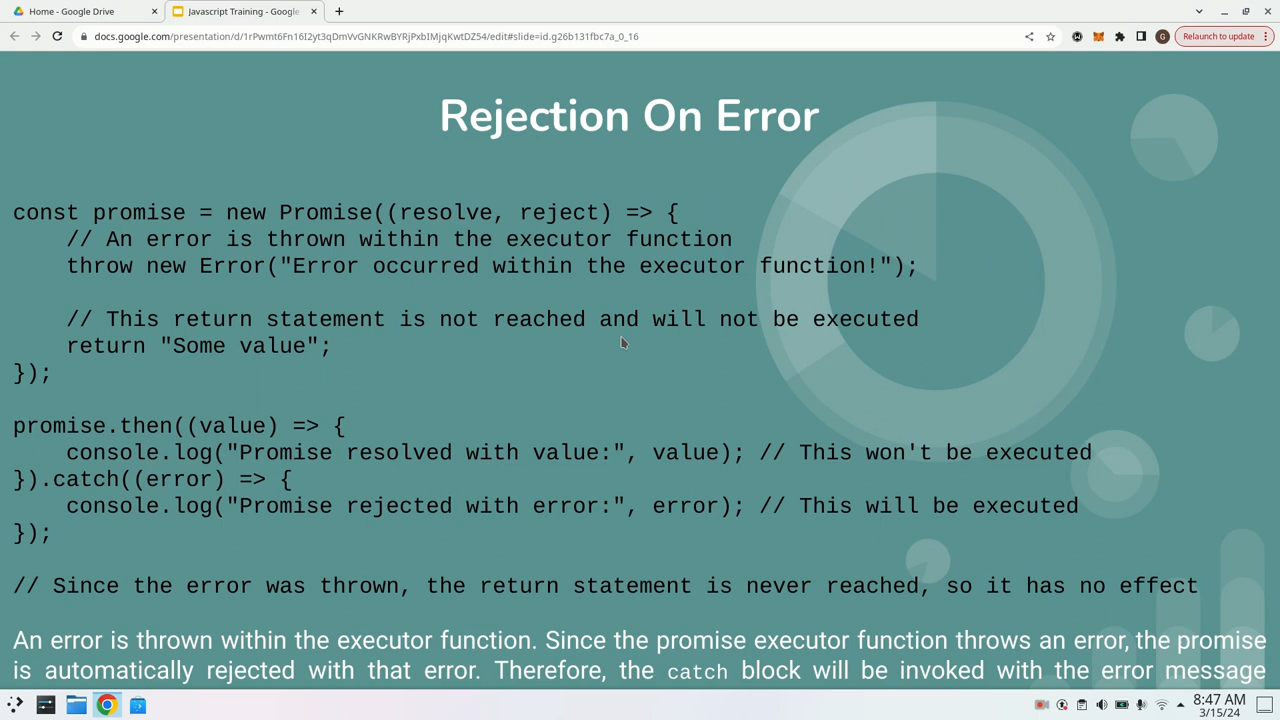 Home - Google Drive
Javascript Training - Google
docs.google.com/presentation/d/1rPwmt6Fn16I2yt3qDmVvGNKRwBYRjPxbIMjqKwtDZ54/edit#slide=id.g26b131fbc7a_0_16
G
Relaunch to update
Rejection On Error
const promise = new Promise((resolve, reject) => {
// An error is thrown within the executor function
throw new Error("Error occurred within the executor function!");
// This return statement is not reached and will not be executed
return "Some value";
});
promise.then((value) => {
console.log("Promise resolved with value:", value); // This won't be executed
}).catch((error) => {
console.log("Promise rejected with error:", error); // This will be executed
});
// Since the error was thrown, the return statement is never reached, so it has no effect
An error is thrown within the executor function. Since the promise executor function throws an error, the promise
is automatically rejected with that error. Therefore, the catch block will be invoked with the error message
8:47 AM
3/15/24